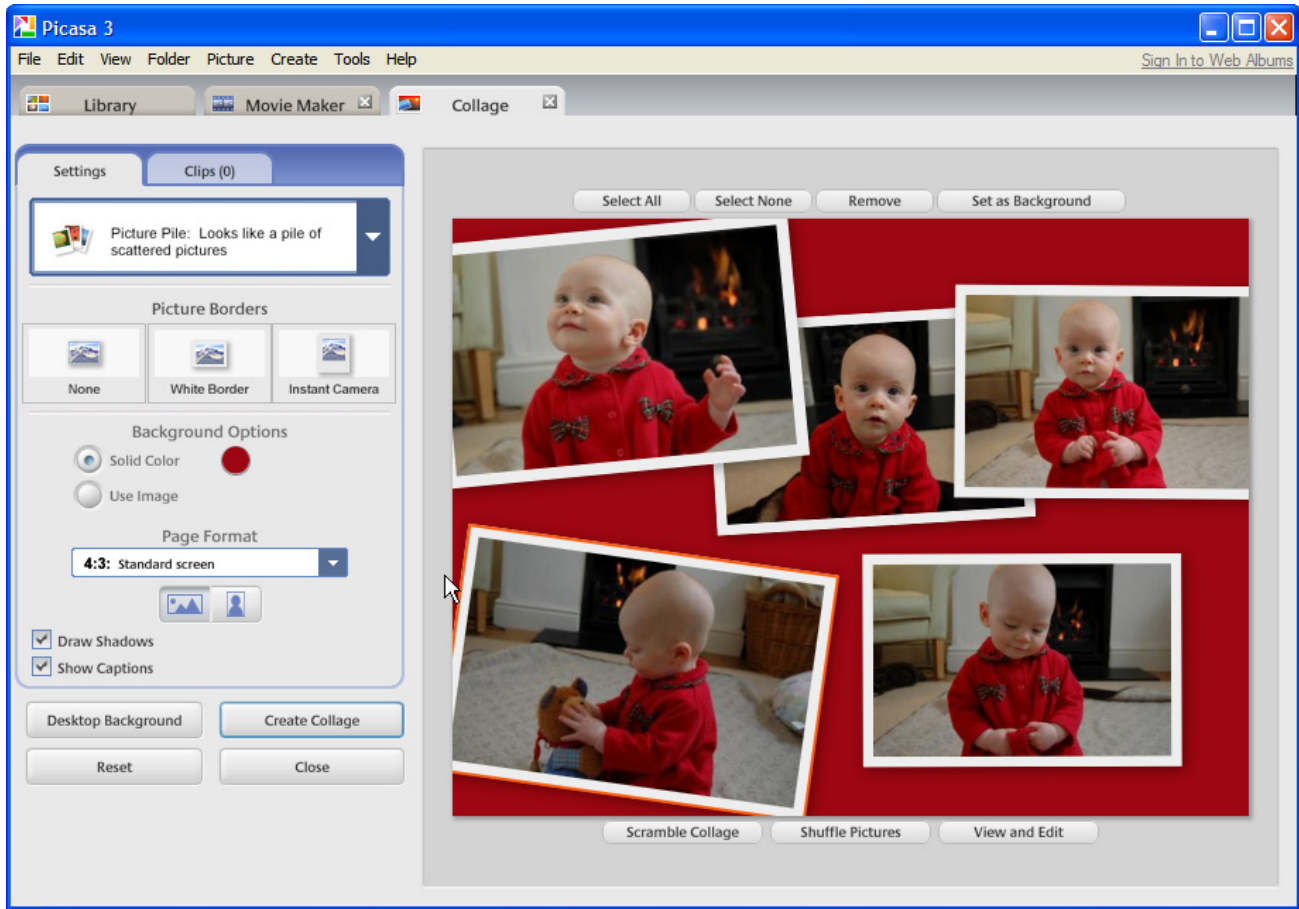 Picasa 3
File Edit View Folder Picture Create Tools Help
Sign In to Web Albums
Library
Movie Maker
Collage
Settings
Clips (0)
Picture Pile: Looks like a pile of
scattered pictures
Picture Borders
None
White Border
Instant Camera
Background Options
Solid Color
Use Image
Page Format
4:3: Standard screen
Draw Shadows
Show Captions
Desktop Background
Create Collage
Reset
Close
Select All
Select None
Remove
Set as Background
Scramble Collage
Shuffle Pictures
View and Edit